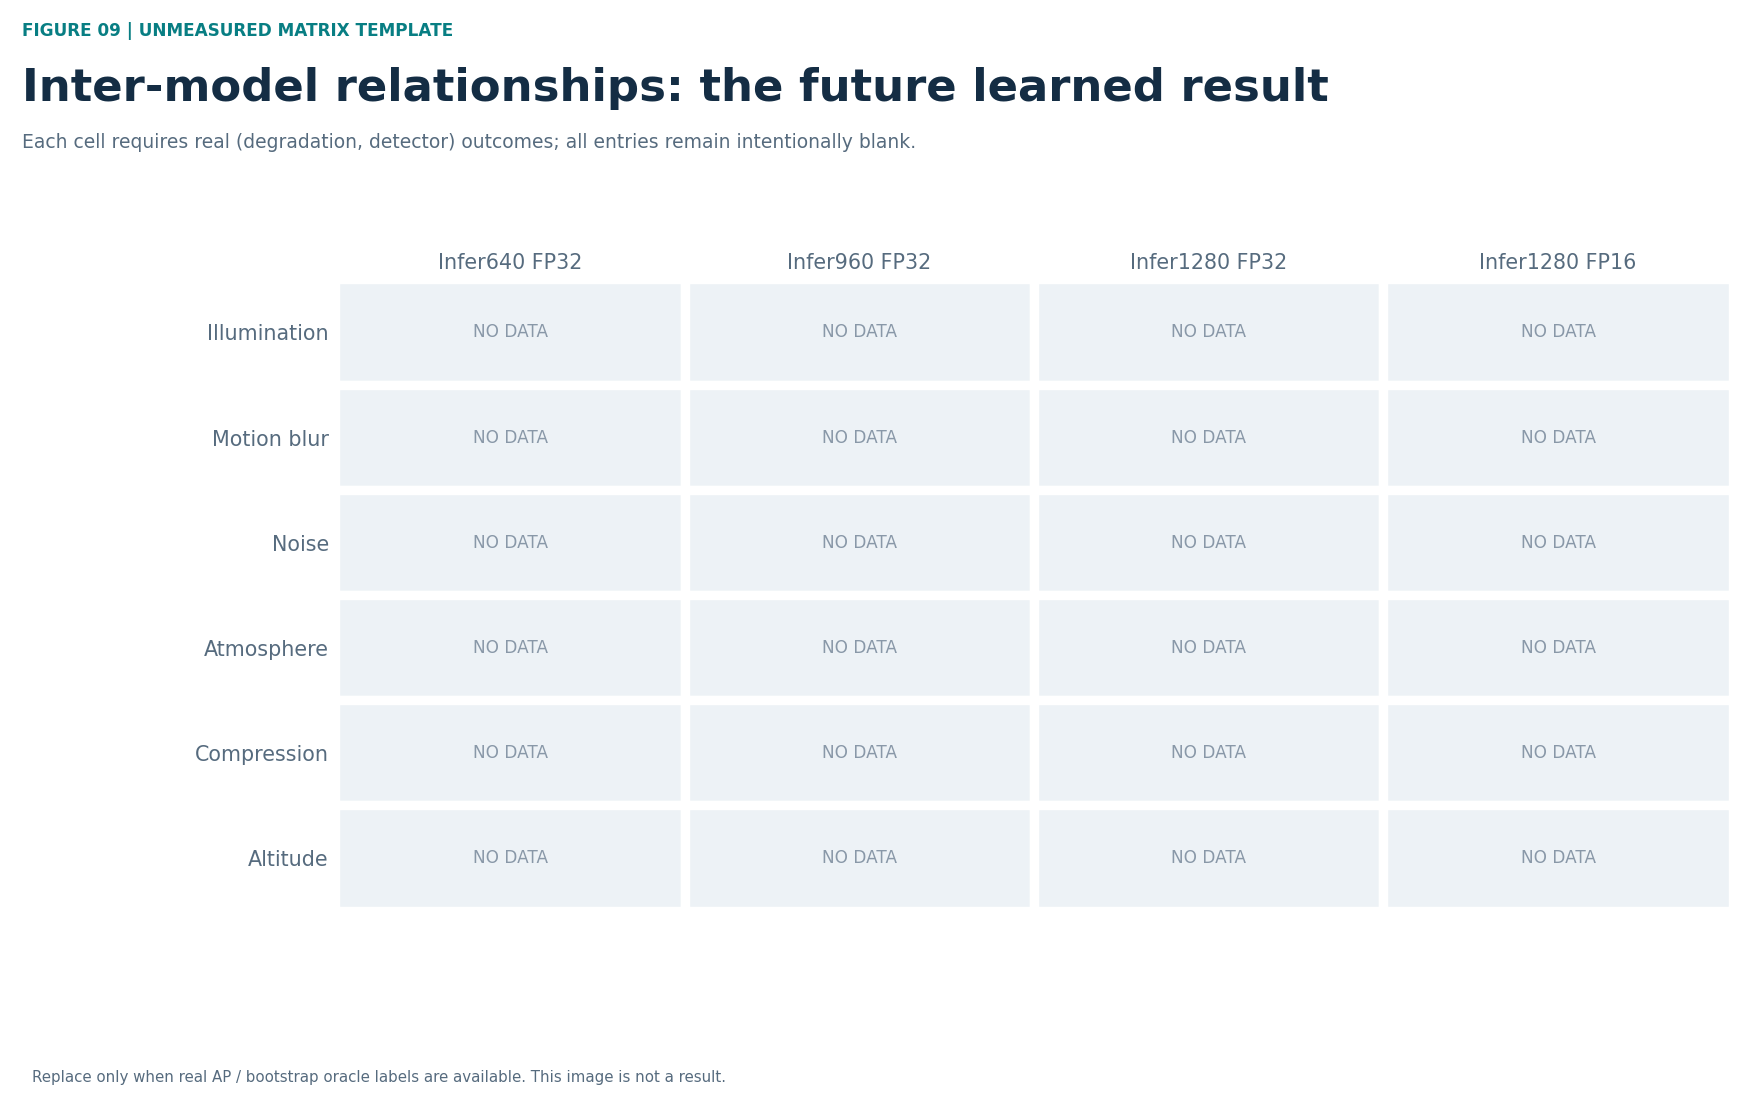 FIGURE 09 | UNMEASURED MATRIX TEMPLATE
Inter-model relationships: the future learned result
Each cell requires real (degradation, detector) outcomes; all entries remain intentionally blank.
Infer640 FP32 Infer960 FP32 Infer1280 FP32 Infer1280 FP16
Illumination NO DATA NO DATA NO DATA NO DATA
Motion blur NO DATA NO DATA NO DATA NO DATA
Noise NO DATA NO DATA NO DATA NO DATA
Atmosphere NO DATA NO DATA NO DATA NO DATA
Compression NO DATA NO DATA NO DATA NO DATA
Altitude NO DATA NO DATA NO DATA NO DATA
Replace only when real AP / bootstrap oracle labels are available. This image is not a result.